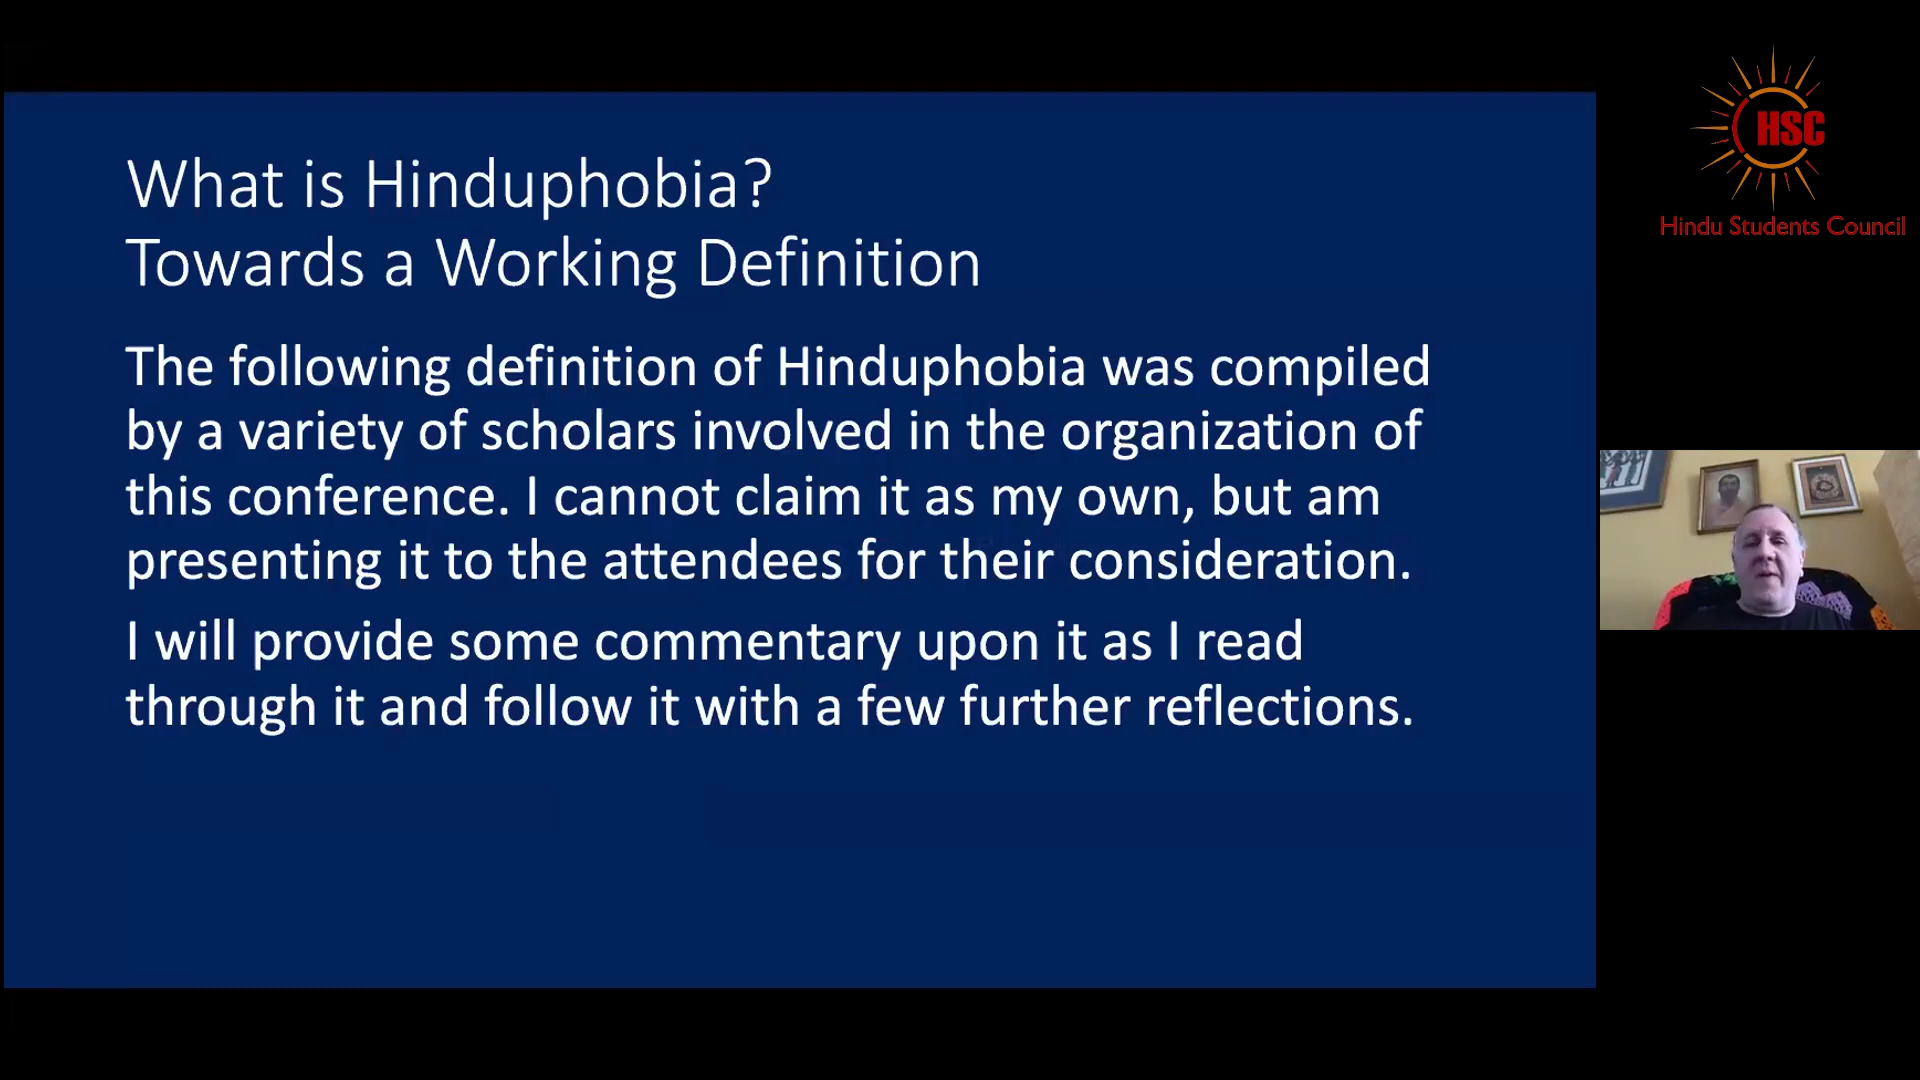 What is Hinduphobia?
Towards a Working Definition
The following definition of Hinduphobia was compiled
by a variety of scholars involved in the organization of
this conference. I cannot claim it as my own, but am
presenting it to the attendees for their consideration.
I will provide some commentary upon it as I read
through it and follow it with a few further reflections.
HSC
Hindu Students Council